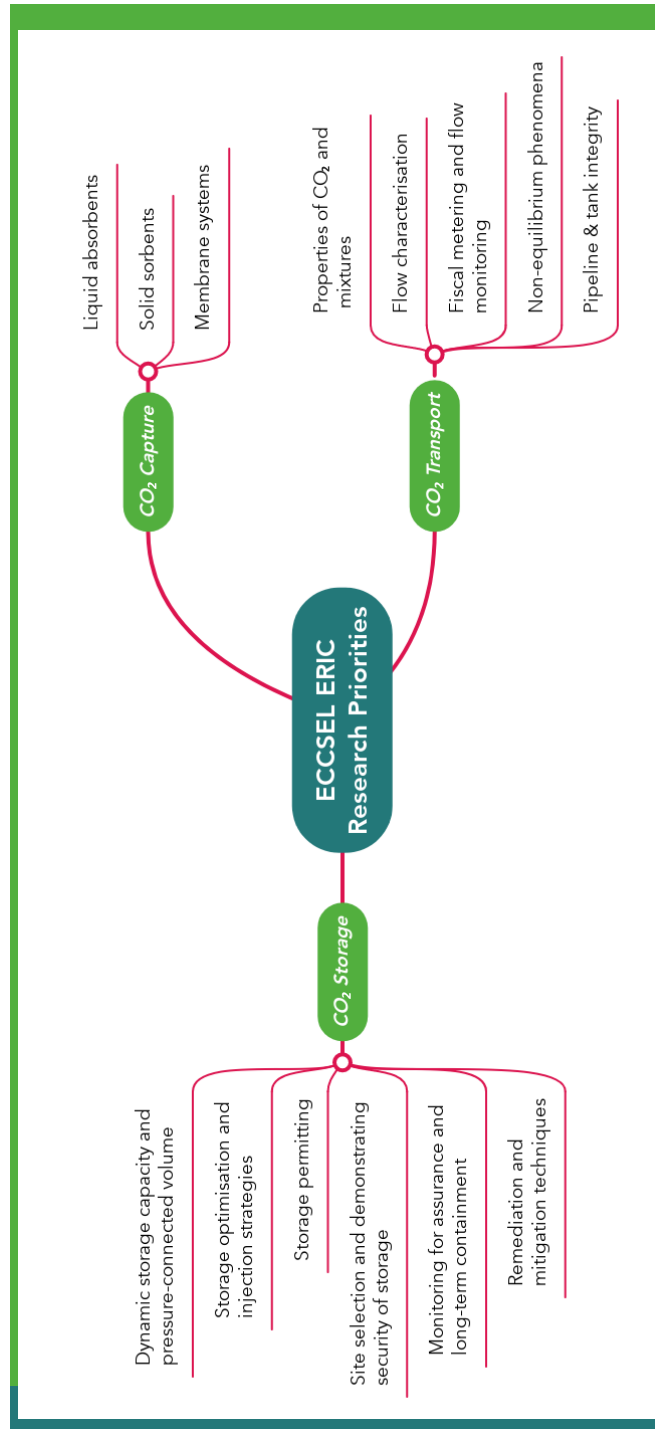 ECCSEL ERIC
Research Priorities
CO₂ Storage
Dynamic storage capacity and
pressure-connected volume
Storage optimisation and
injection strategies
Storage permitting
Site selection and demonstrating
security of storage
Monitoring for assurance and
long-term containment
Remediation and
mitigation techniques
CO₂ Capture
Liquid absorbents
Solid sorbents
Membrane systems
CO₂ Transport
Properties of CO₂ and
mixtures
Flow characterisation
Fiscal metering and flow
monitoring
Non-equilibrium phenomena
Pipeline & tank integrity